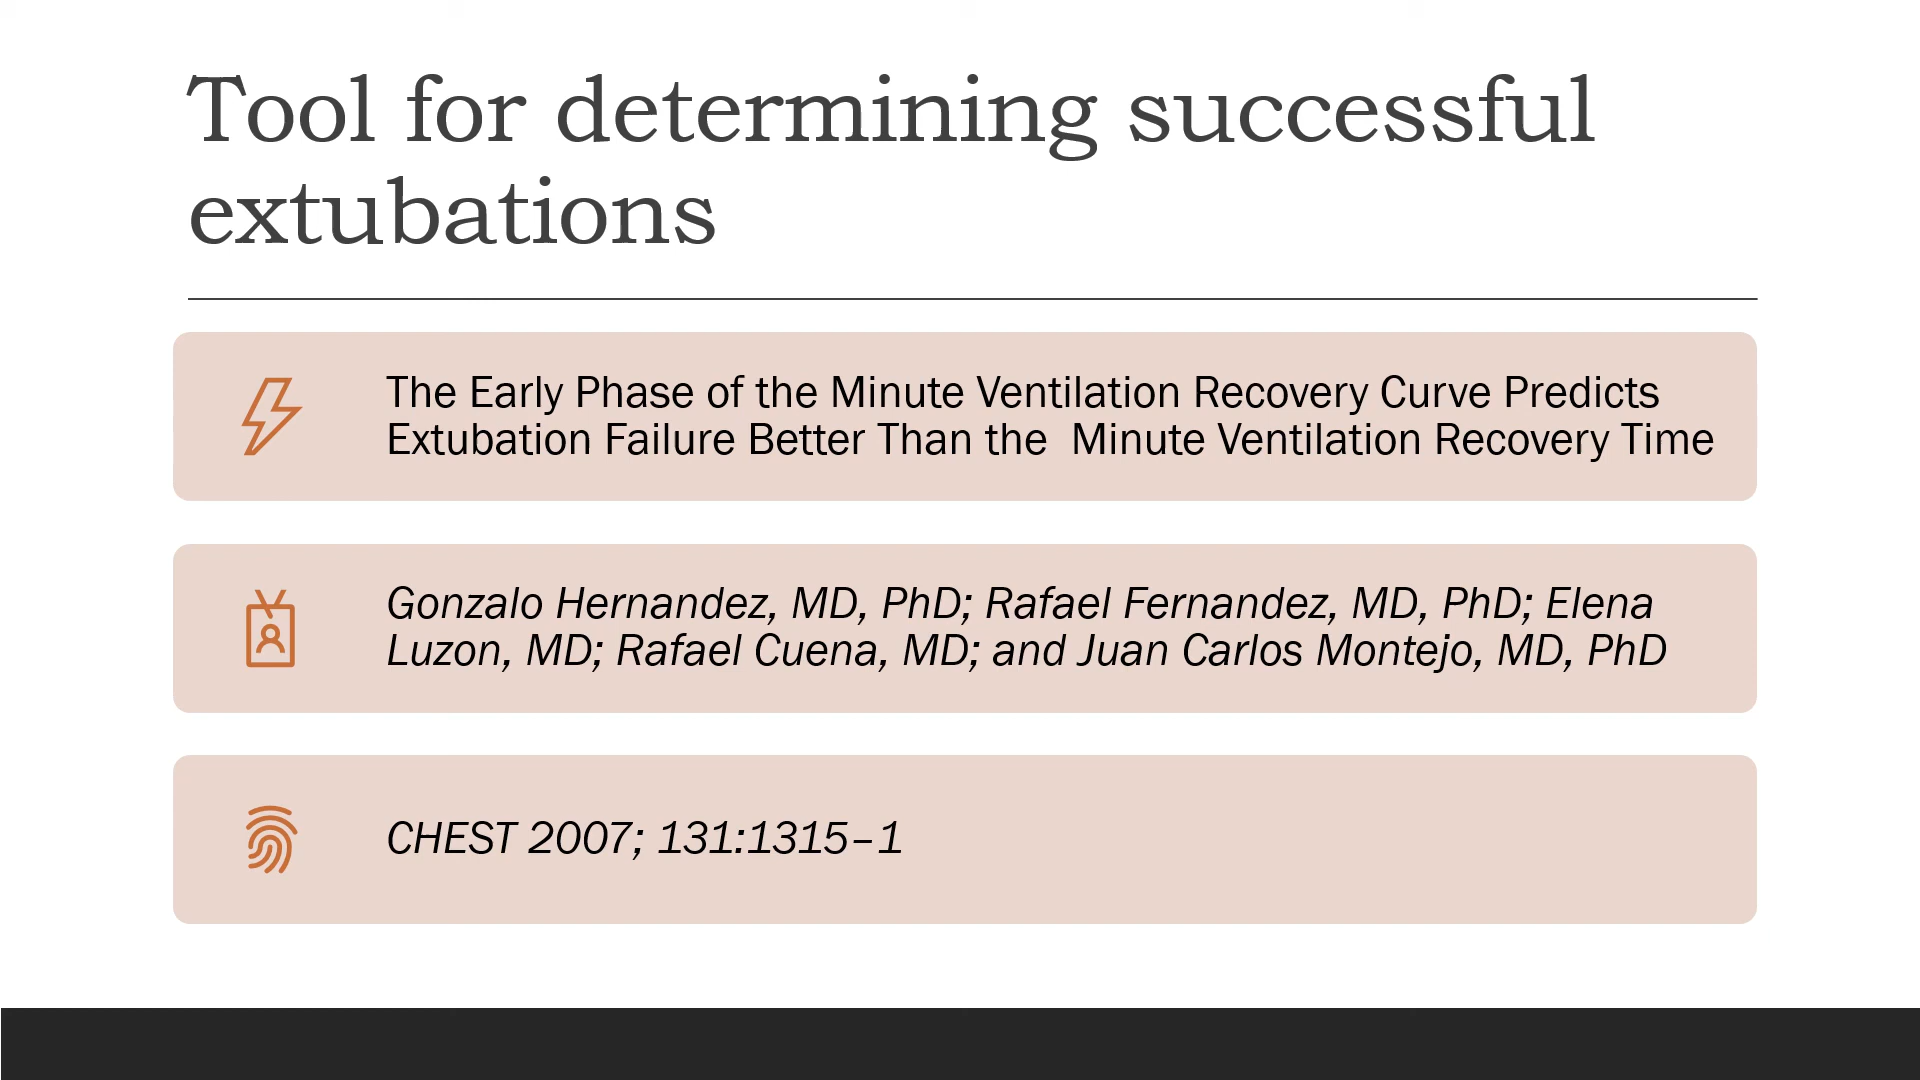 Tool for determining successful
extubations
The Early Phase of the Minute Ventilation Recovery Curve Predicts
Extubation Failure Better Than the  Minute Ventilation Recovery Time
Gonzalo Hernandez, MD, PhD; Rafael Fernandez, MD, PhD; Elena
Luzon, MD; Rafael Cuena, MD; and Juan Carlos Montejo, MD, PhD
CHEST 2007; 131:1315–1